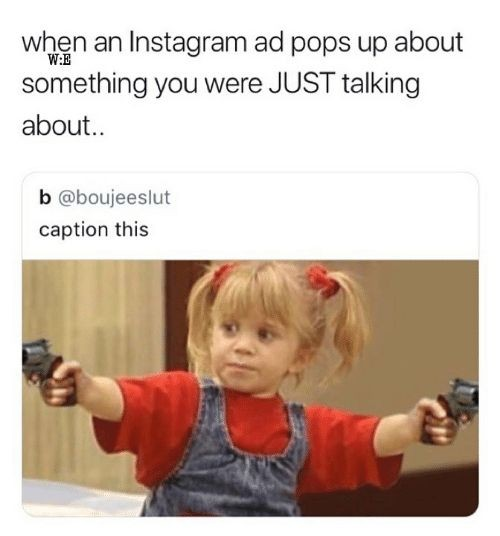 when an Instagram ad pops up about
W:E
something you were JUST talking
about..
b @boujeeslut
caption this